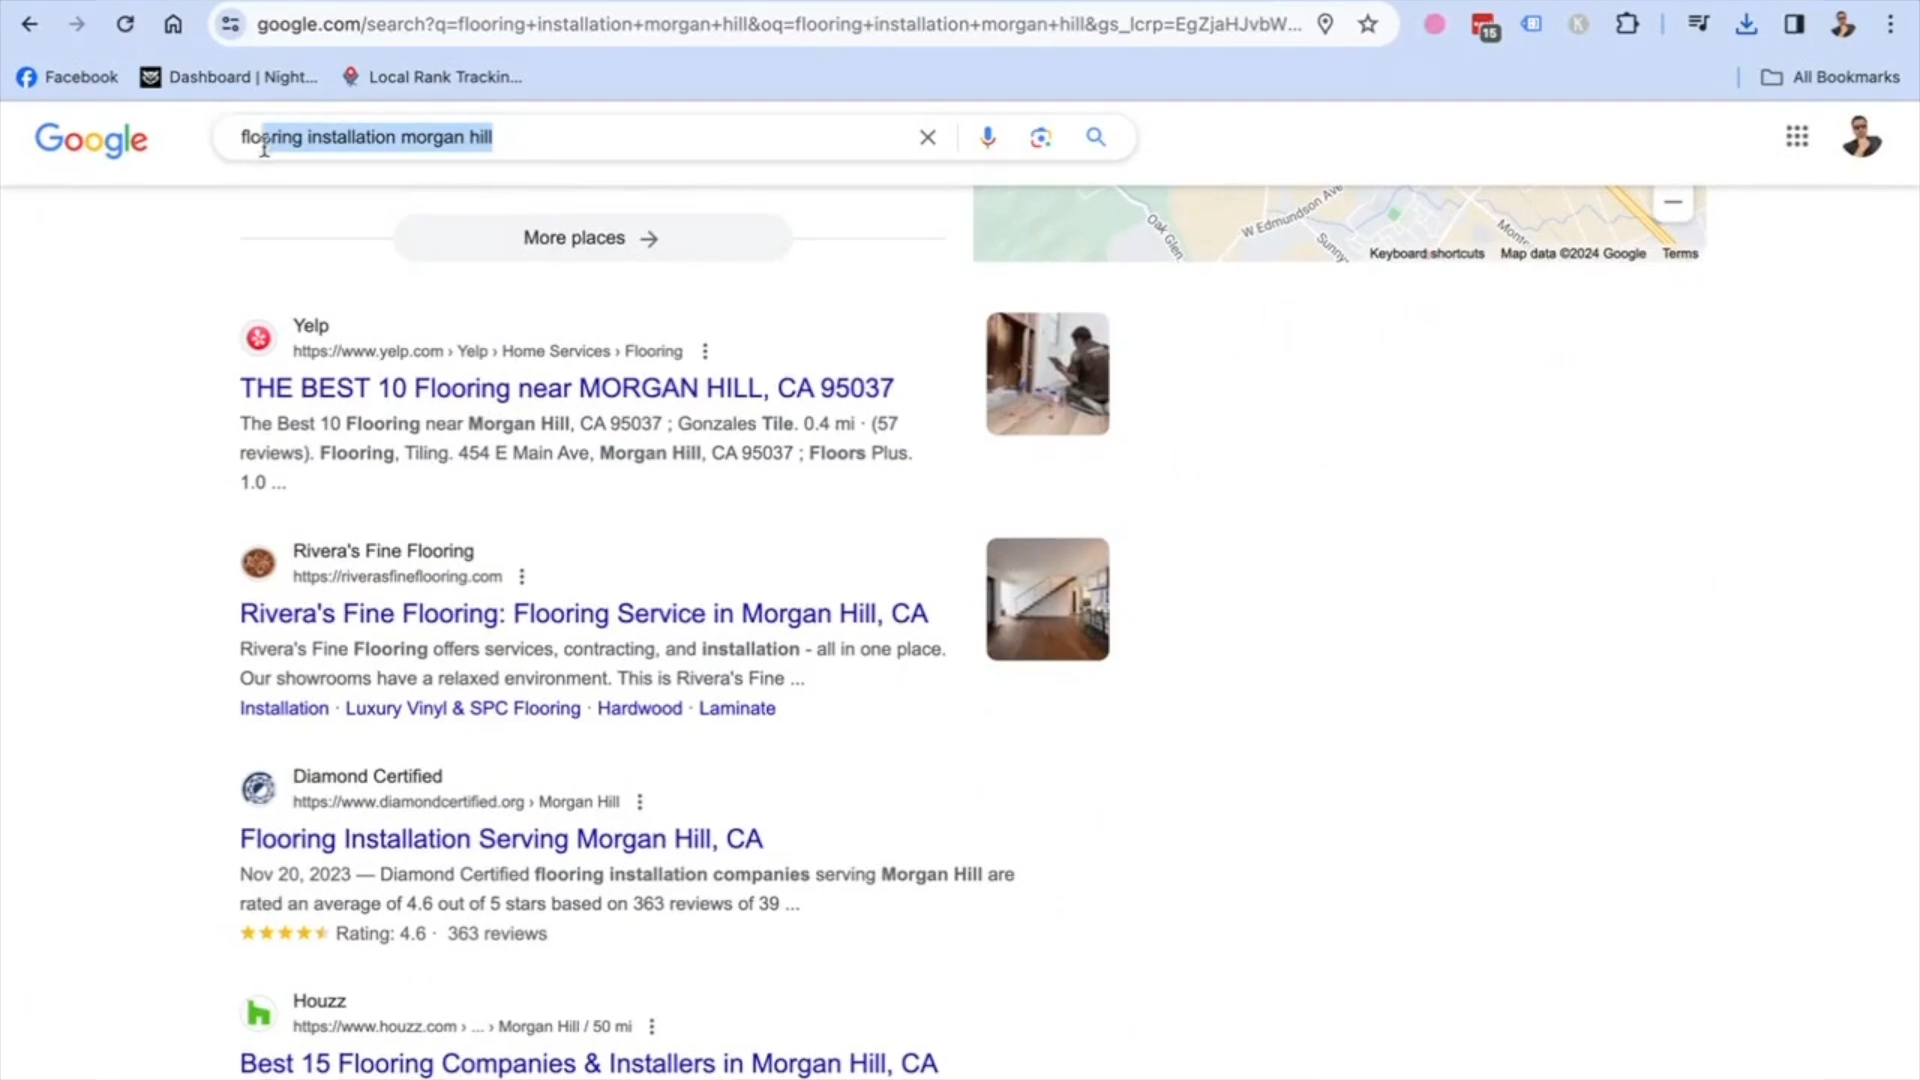 google.com/search?q=flooring+installation+morgan+hill&oq=flooring+installation+morgan+hill&gs_lcrp=EgZjaHJvbW...
15
K
Facebook
Dashboard | Night...
Local Rank Trackin...
All Bookmarks
Google
flooring installation morgan hill
More places
Oak Glen
W Edmundson Ave
Sunny
Monte
Keyboard shortcuts
Map data ©2024 Google
Terms
Yelp
https://www.yelp.com › Yelp › Home Services › Flooring
THE BEST 10 Flooring near MORGAN HILL, CA 95037
The Best 10 Flooring near Morgan Hill, CA 95037 ; Gonzales Tile. 0.4 mi · (57
reviews). Flooring, Tiling. 454 E Main Ave, Morgan Hill, CA 95037 ; Floors Plus.
1.0 ...
Rivera's Fine Flooring
https://riverasfineflooring.com
Rivera's Fine Flooring: Flooring Service in Morgan Hill, CA
Rivera's Fine Flooring offers services, contracting, and installation - all in one place.
Our showrooms have a relaxed environment. This is Rivera's Fine ...
Installation · Luxury Vinyl & SPC Flooring · Hardwood · Laminate
Diamond Certified
https://www.diamondcertified.org › Morgan Hill
Flooring Installation Serving Morgan Hill, CA
Nov 20, 2023 — Diamond Certified flooring installation companies serving Morgan Hill are
rated an average of 4.6 out of 5 stars based on 363 reviews of 39 ...
Rating: 4.6 · 363 reviews
Houzz
https://www.houzz.com › ... › Morgan Hill / 50 mi
Best 15 Flooring Companies & Installers in Morgan Hill, CA